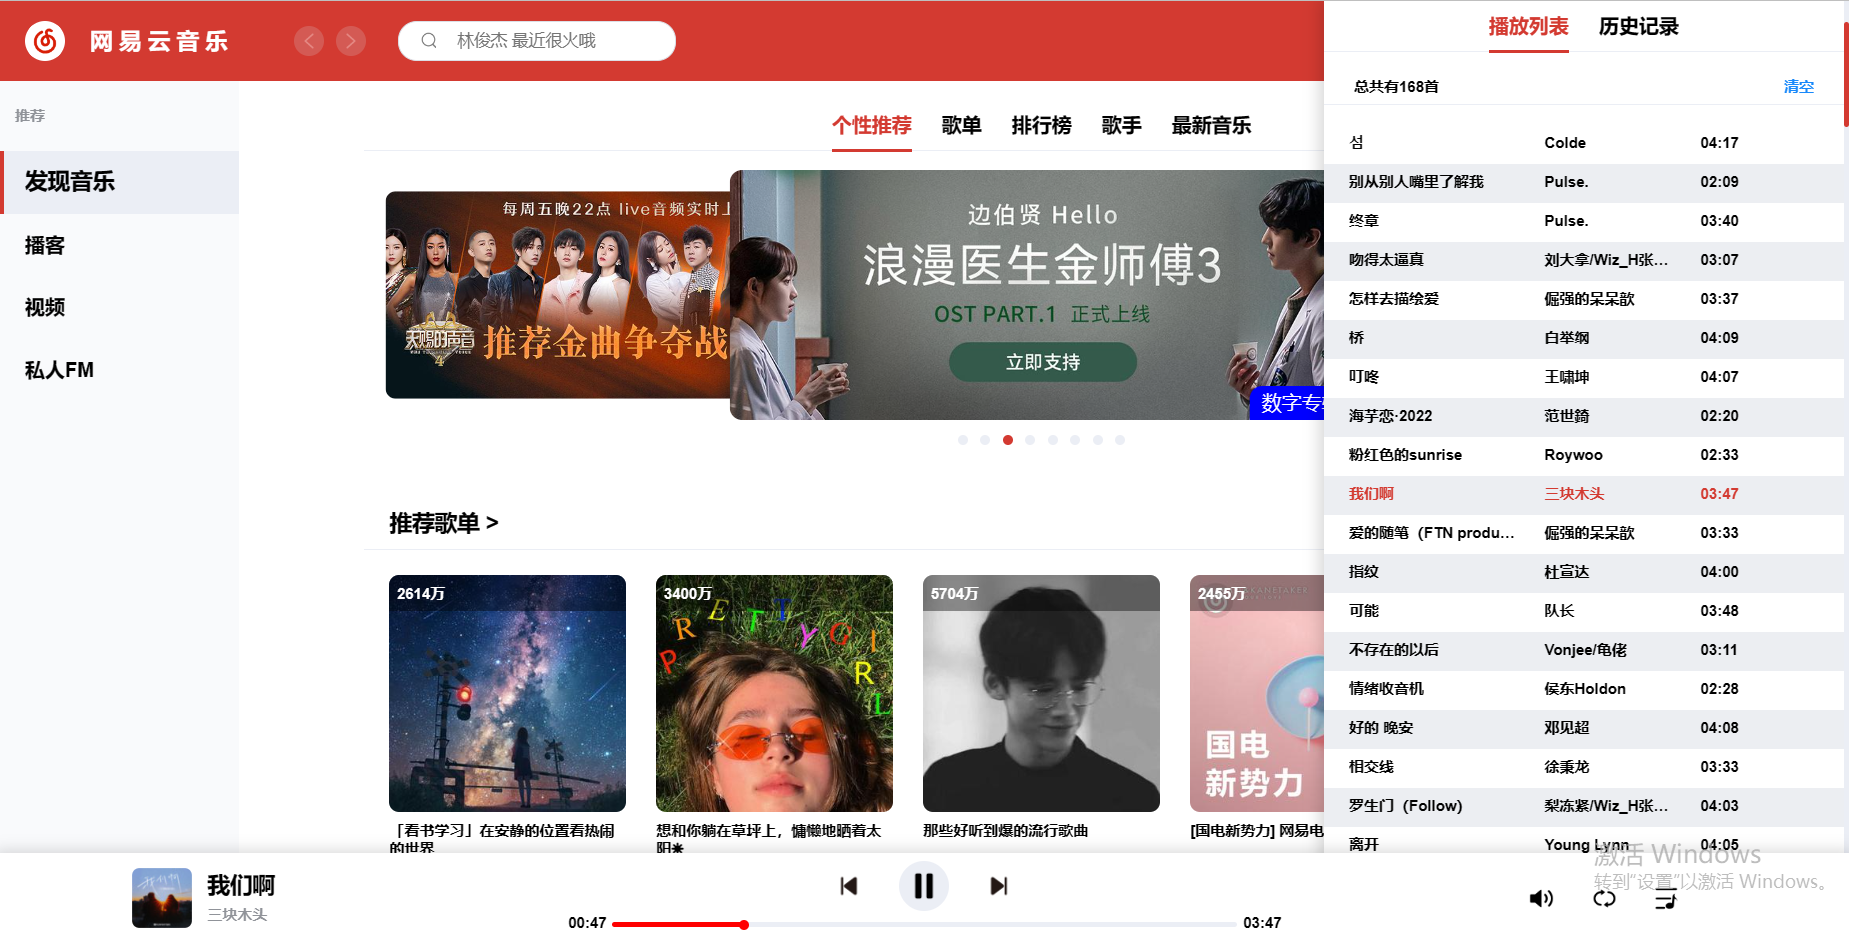 网易云音乐
林俊杰 最近很火哦
播放列表 历史记录
总共有168首 清空
推荐
发现音乐
播客
视频
私人FM
个性推荐 歌单 排行榜 歌手 最新音乐
每周五晚22点 live音频实时上
天赐的声音
4
推荐金曲争夺战
边伯贤 Hello
浪漫医生金师傅3
OST PART.1 正式上线
立即支持
数字专
推荐歌单 >
2614万
「看书学习」在安静的位置看热闹
的世界
3400万
PRETTYGIRL
想和你躺在草坪上，慵懒地晒着太
阳☀
5704万
那些好听到爆的流行歌曲
2455万
国电
新势力
[国电新势力] 网易电
섬 Colde 04:17
别从别人嘴里了解我 Pulse. 02:09
终章 Pulse. 03:40
吻得太逼真 刘大拿/Wiz_H张... 03:07
怎样去描绘爱 倔强的呆呆歆 03:37
桥 白举纲 04:09
叮咚 王啸坤 04:07
海芋恋·2022 范世錡 02:20
粉红色的sunrise Roywoo 02:33
我们啊 三块木头 03:47
爱的随笔（FTN produ... 倔强的呆呆歆 03:33
指纹 杜宣达 04:00
可能 队长 03:48
不存在的以后 Vonjee/龟佬 03:11
情绪收音机 侯东Holdon 02:28
好的 晚安 邓见超 04:08
相交线 徐秉龙 03:33
罗生门（Follow） 梨冻紧/Wiz_H张... 04:03
离开 Young Lynn 04:05
激活 Windows
转到“设置”以激活 Windows。
我们啊
三块木头
00:47 03:47